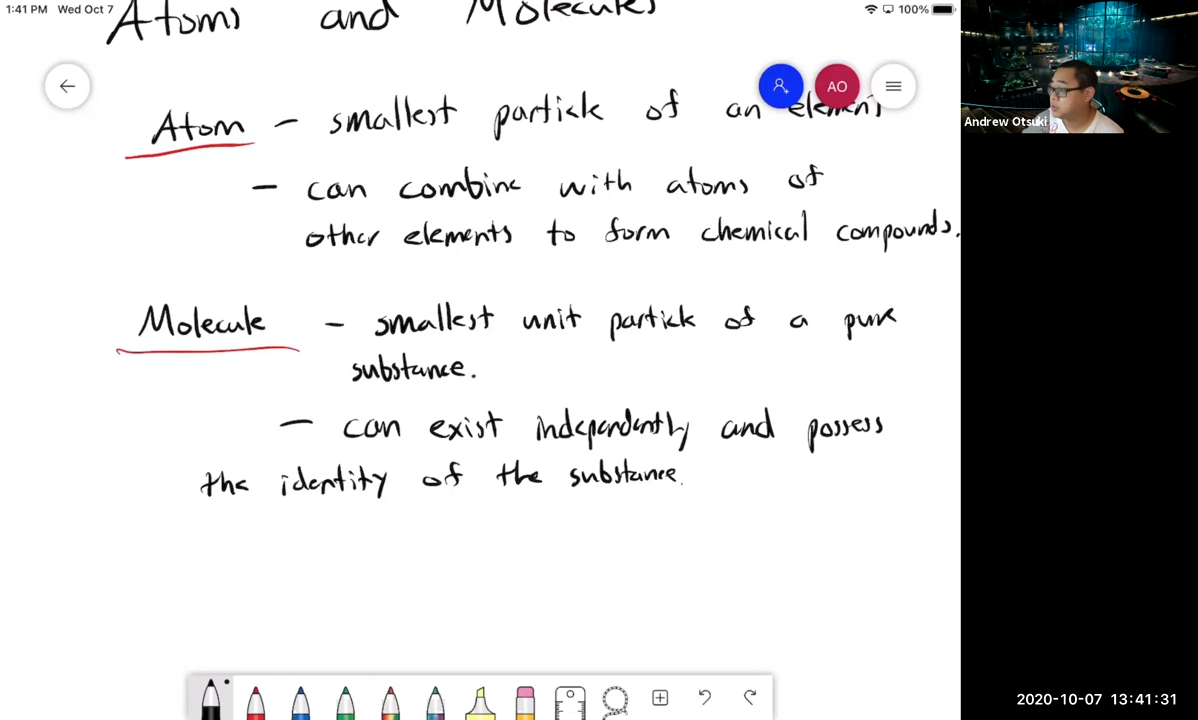 1:41 PM Wed Oct 7
100%
Atoms and Molecules
AO
Atom - smallest particle of an element
Andrew Otsuki
- can combine with atoms of
other elements to form chemical compounds.
Molecule - smallest unit particle of a pure
substance.
- can exist independently and possess
the identity of the substance.
2020-10-07 13:41:31